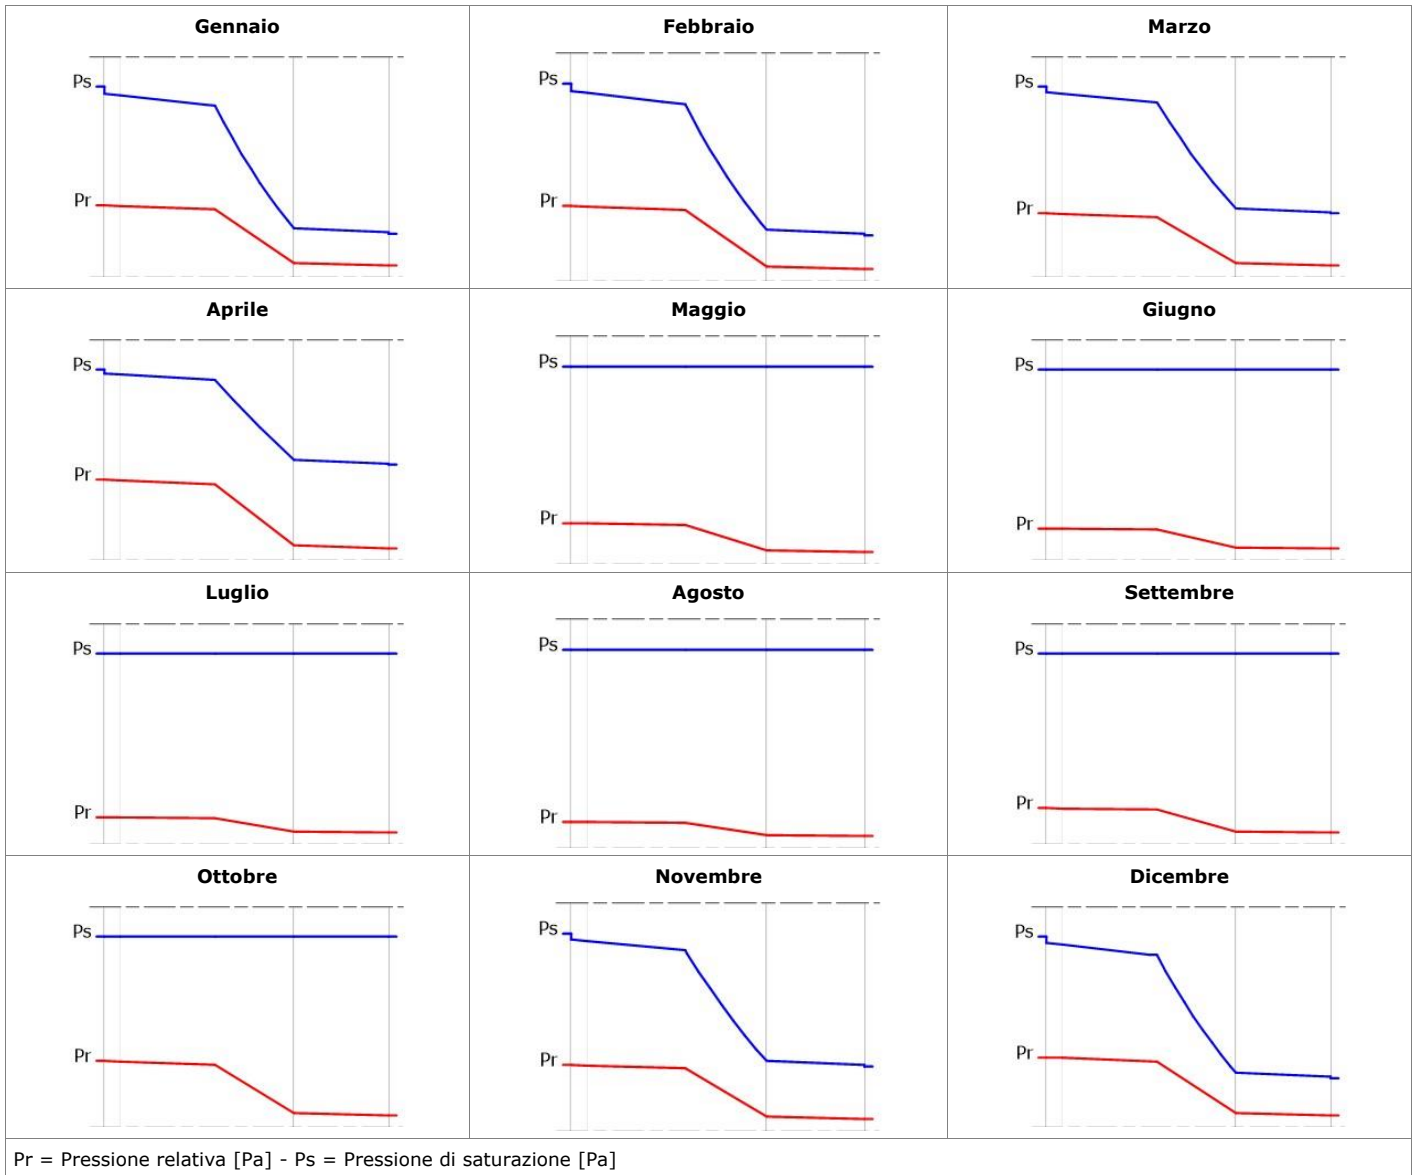 Gennaio
Febbraio
Marzo
Ps
Pr
Ps
Pr
Ps
Pr
Aprile
Maggio
Giugno
Ps
Pr
Ps
Pr
Ps
Pr
Luglio
Agosto
Settembre
Ps
Pr
Ps
Pr
Ps
Pr
Ottobre
Novembre
Dicembre
Ps
Pr
Ps
Pr
Ps
Pr
Pr = Pressione relativa [Pa] - Ps = Pressione di saturazione [Pa]